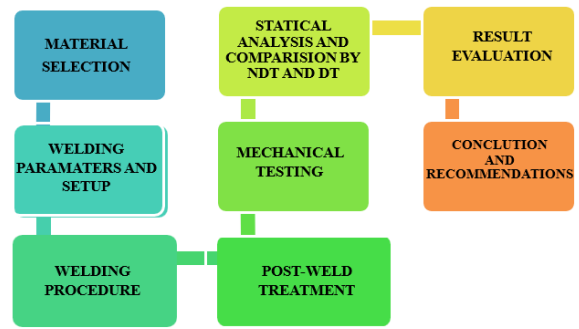 MATERIAL
SELECTION
WELDING
PARAMATERS AND
SETUP
WELDING
PROCEDURE
POST-WELD
TREATMENT
MECHANICAL
TESTING
STATICAL
ANALYSIS AND
COMPARISION BY
NDT AND DT
RESULT
EVALUATION
CONCLUTION
AND
RECOMMENDATIONS